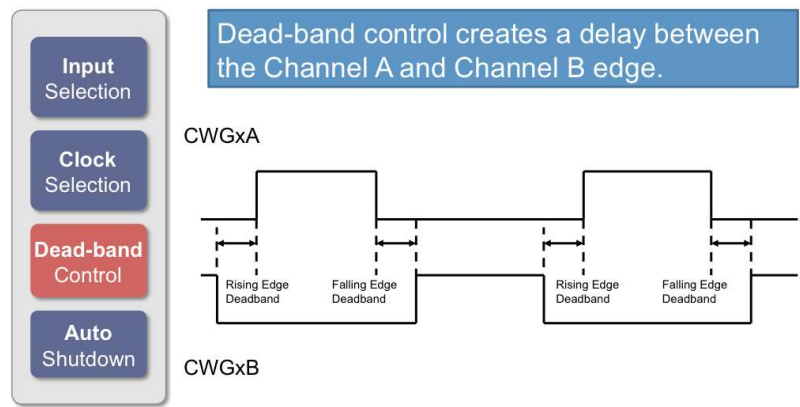 Input
Selection
Clock
Selection
Dead-band
Control
Auto
Shutdown
Dead-band control creates a delay between
the Channel A and Channel B edge.
CWGxA
Rising Edge
Deadband
Falling Edge
Deadband
Rising Edge
Deadband
Falling Edge
Deadband
CWGxB